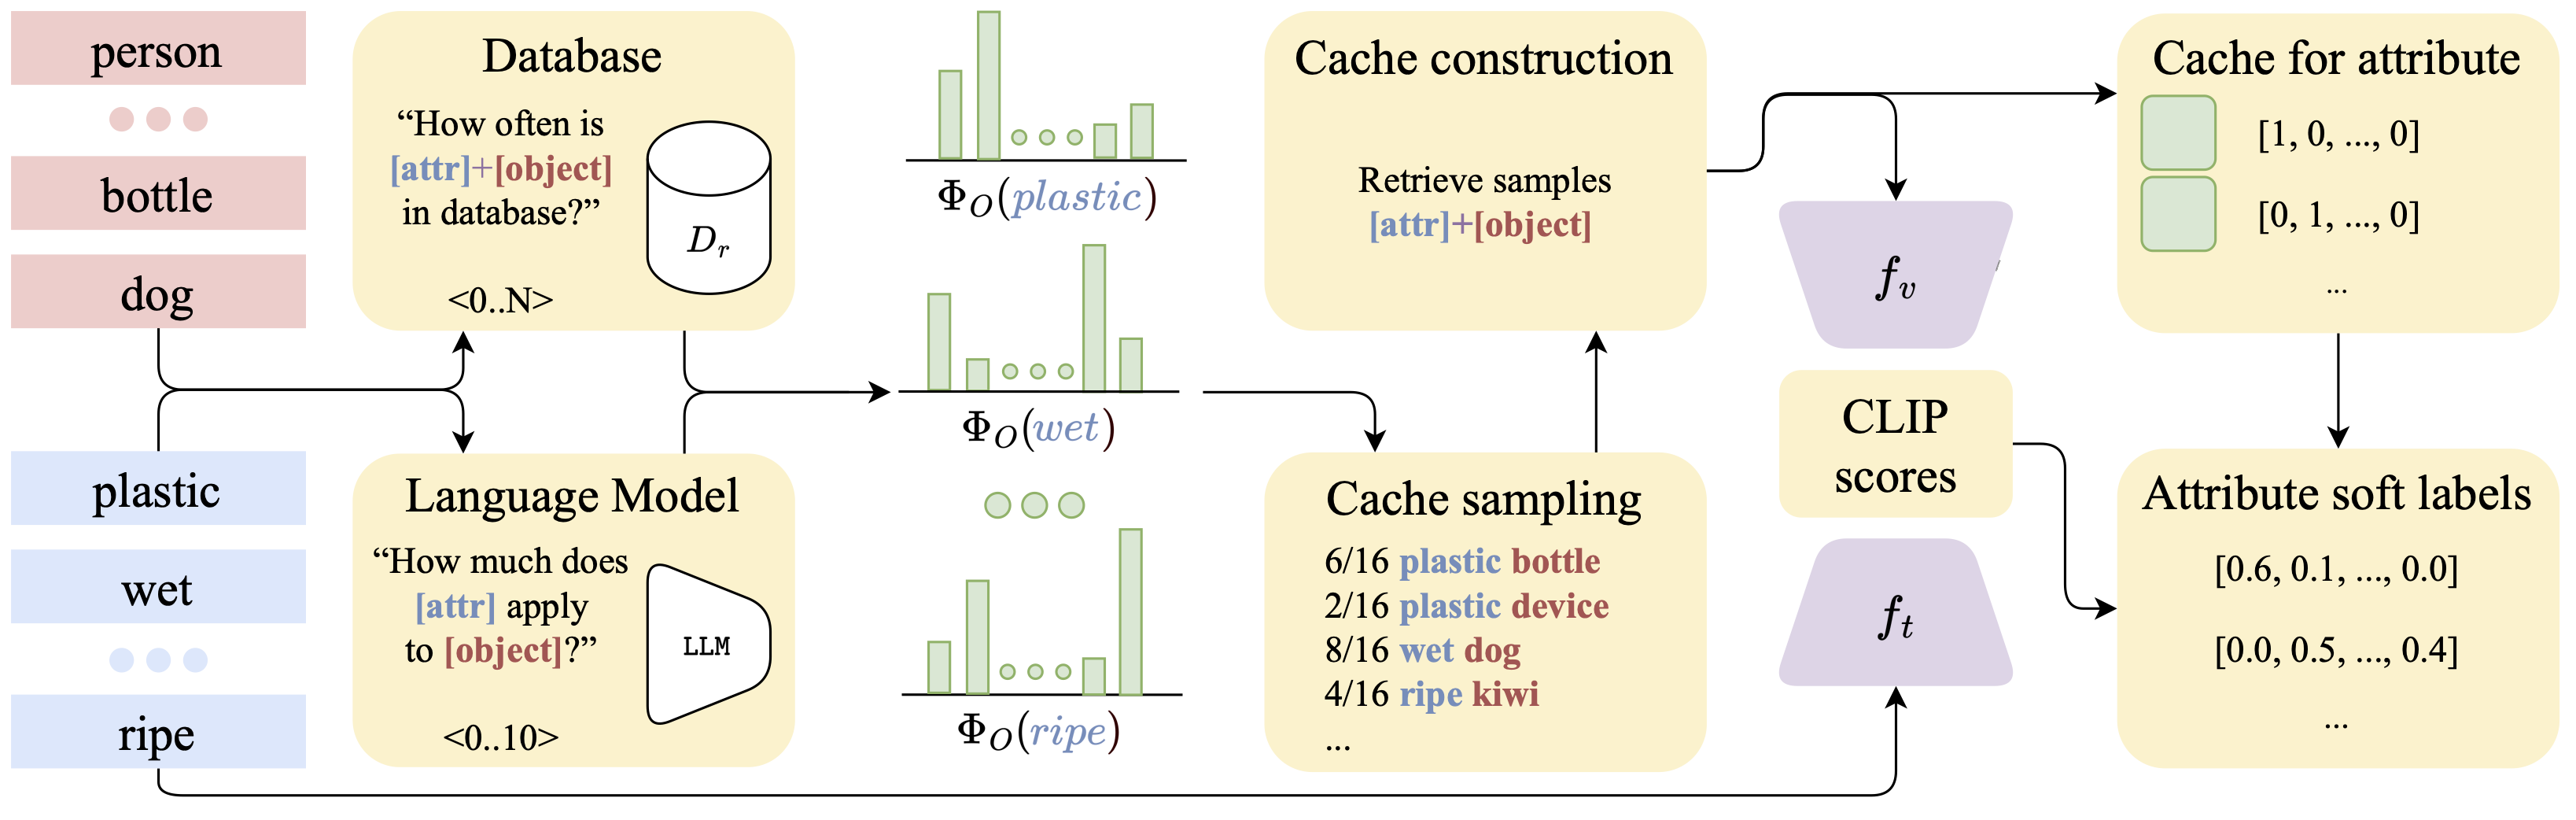 person
bottle
dog
plastic
wet
ripe
Database
“How often is
[attr]+[object]
in database?”
<0..N>
D_r
Language Model
“How much does
[attr] apply
to [object]?”
<0..10>
LLM
Φ_O(plastic)
Φ_O(wet)
Φ_O(ripe)
Cache construction
Retrieve samples
[attr]+[object]
Cache sampling
6/16 plastic bottle
2/16 plastic device
8/16 wet dog
4/16 ripe kiwi
...
f_v
CLIP
scores
f_t
Cache for attribute
[1, 0, ..., 0]
[0, 1, ..., 0]
...
Attribute soft labels
[0.6, 0.1, ..., 0.0]
[0.0, 0.5, ..., 0.4]
...